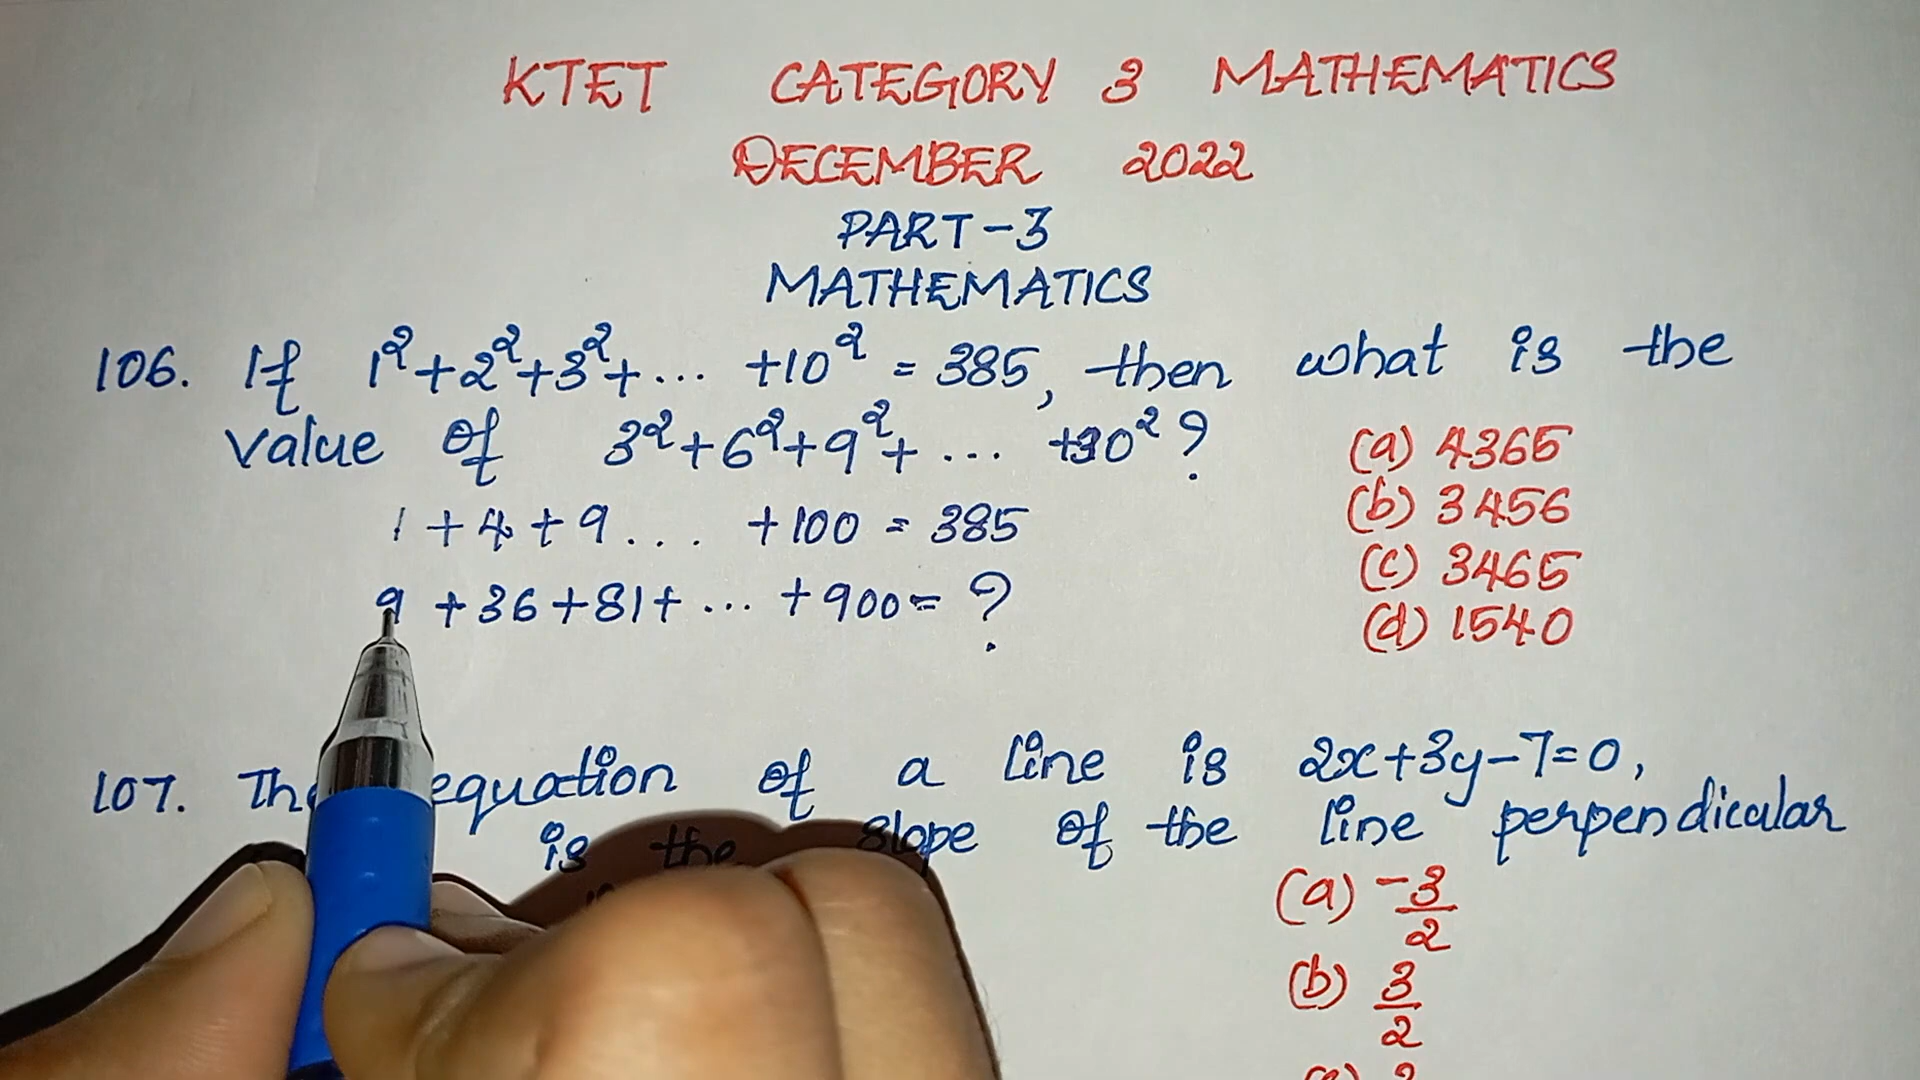 KTET CATEGORY 3 MATHEMATICS
DECEMBER 2022
PART-3
MATHEMATICS
106. If 1²+2²+3²+... +10² = 385, then what is the
value of 3²+6²+9²+ ... +30² ?
(a) 4365
(b) 3456
(c) 3465
(d) 1540
1 + 4 + 9 ... +100 = 385
9 +36+81+ ... +900= ?
107. The equation of a line is 2x+3y-7=0,
is the slope of the line perpendicular
(a) -3/2
(b) 3/2